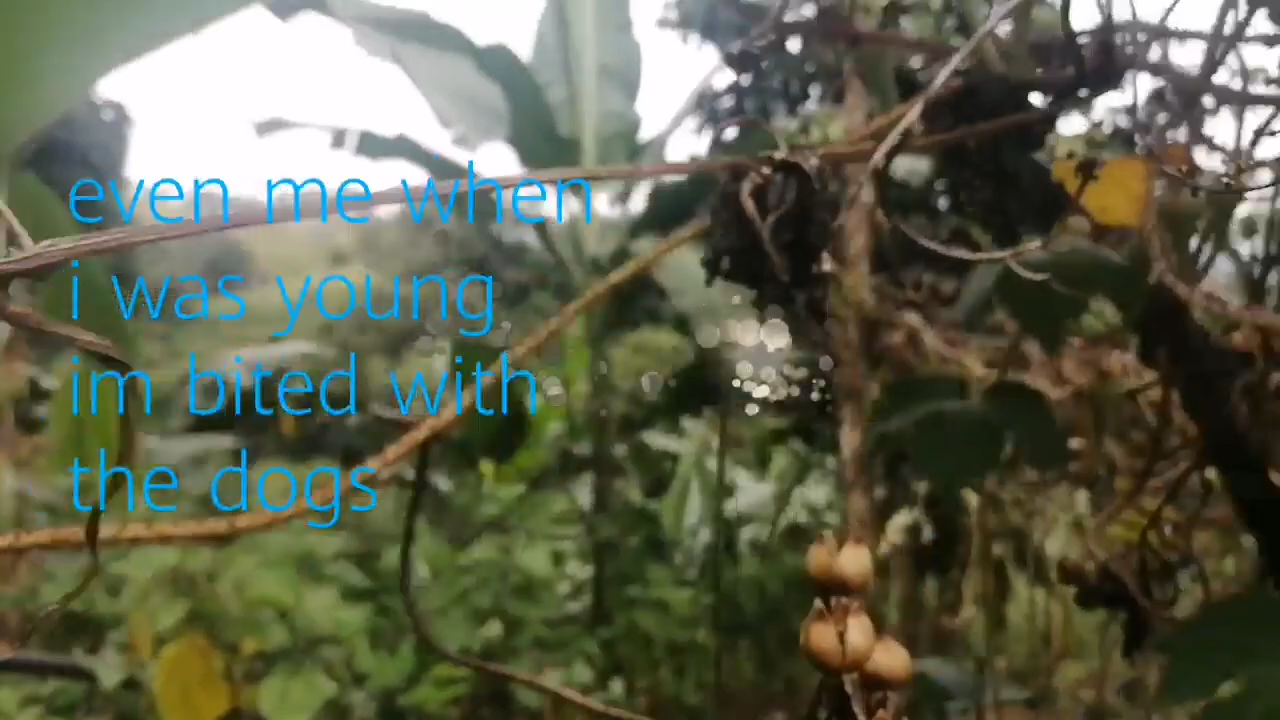 even me when
i was young
im bited with
the dogs